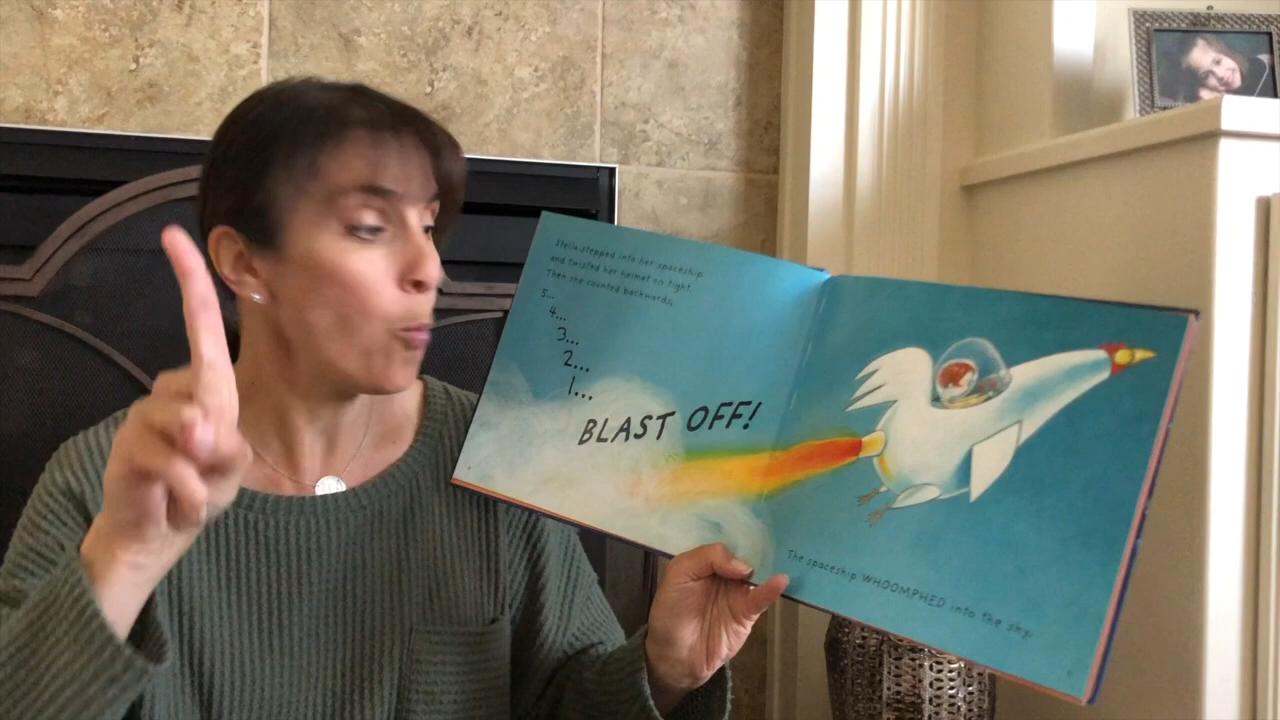 Stella stepped into her spaceship
and twisted her helmet on tight.
Then she counted backwards,
5...
4...
3...
2...
1...
BLAST OFF!
The spaceship WHOOMPHED into the sky.